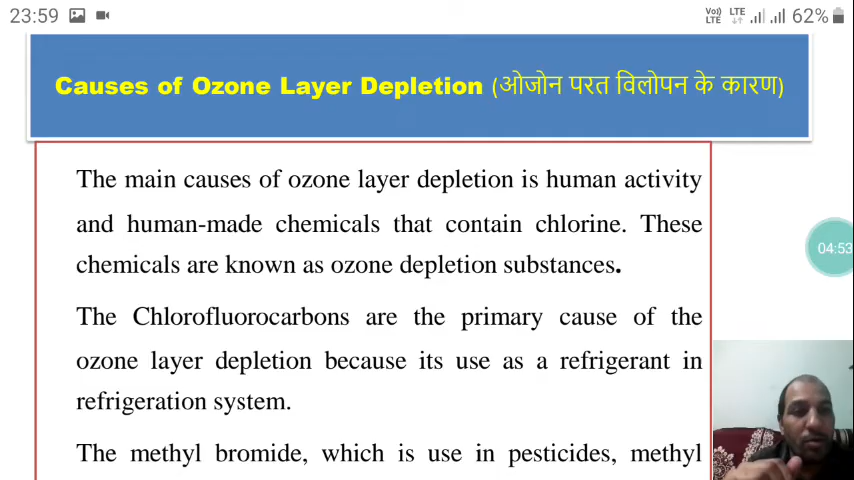 23:59 Vo)) LTE LTE 62%
Causes of Ozone Layer Depletion (ओजोन परत विलोपन के कारण)
The main causes of ozone layer depletion is human activity
and human-made chemicals that contain chlorine. These
chemicals are known as ozone depletion substances.
04:53
The Chlorofluorocarbons are the primary cause of the
ozone layer depletion because its use as a refrigerant in
refrigeration system.
The methyl bromide, which is use in pesticides, methyl